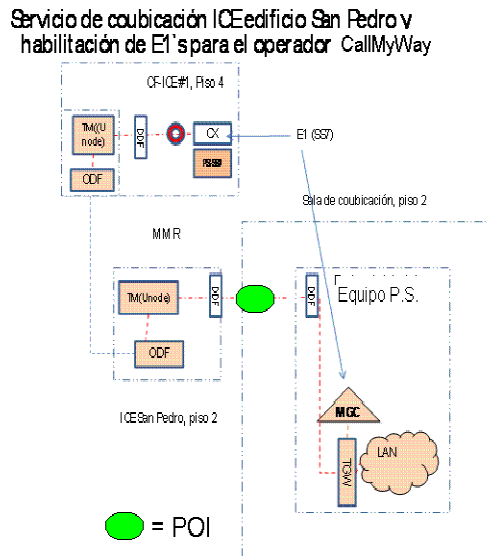 Servicio de coubicación ICE edificio San Pedro y
habilitación de E1`s para el operador CallMyWay
CF-ICE#1, Piso 4
TM((U
node)
DDF
CX
E1 (SS7)
ODF
Sala de coubicación, piso 2
MMR
TM(Unode)
DDF
DDF
Equipo P.S.
ODF
MGC
ICE San Pedro, piso 2
TGW
LAN
= POI